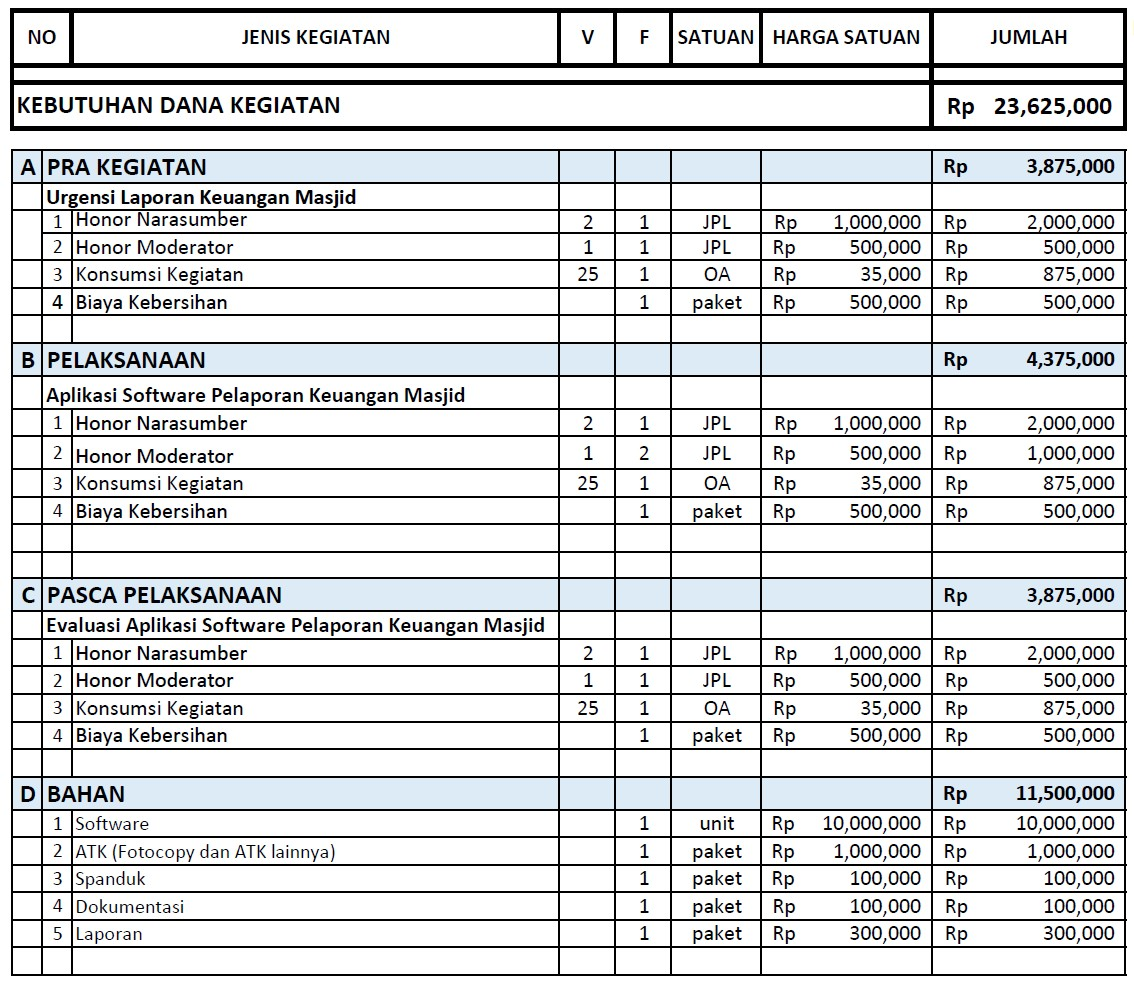 NO JENIS KEGIATAN V F SATUAN HARGA SATUAN JUMLAH
KEBUTUHAN DANA KEGIATAN Rp 23,625,000
A PRA KEGIATAN Rp 3,875,000
Urgensi Laporan Keuangan Masjid
1 Honor Narasumber 2 1 JPL Rp 1,000,000 Rp 2,000,000
2 Honor Moderator 1 1 JPL Rp 500,000 Rp 500,000
3 Konsumsi Kegiatan 25 1 OA Rp 35,000 Rp 875,000
4 Biaya Kebersihan 1 paket Rp 500,000 Rp 500,000
B PELAKSANAAN Rp 4,375,000
Aplikasi Software Pelaporan Keuangan Masjid
1 Honor Narasumber 2 1 JPL Rp 1,000,000 Rp 2,000,000
2 Honor Moderator 1 2 JPL Rp 500,000 Rp 1,000,000
3 Konsumsi Kegiatan 25 1 OA Rp 35,000 Rp 875,000
4 Biaya Kebersihan 1 paket Rp 500,000 Rp 500,000
C PASCA PELAKSANAAN Rp 3,875,000
Evaluasi Aplikasi Software Pelaporan Keuangan Masjid
1 Honor Narasumber 2 1 JPL Rp 1,000,000 Rp 2,000,000
2 Honor Moderator 1 1 JPL Rp 500,000 Rp 500,000
3 Konsumsi Kegiatan 25 1 OA Rp 35,000 Rp 875,000
4 Biaya Kebersihan 1 paket Rp 500,000 Rp 500,000
D BAHAN Rp 11,500,000
1 Software 1 unit Rp 10,000,000 Rp 10,000,000
2 ATK (Fotocopy dan ATK lainnya) 1 paket Rp 1,000,000 Rp 1,000,000
3 Spanduk 1 paket Rp 100,000 Rp 100,000
4 Dokumentasi 1 paket Rp 100,000 Rp 100,000
5 Laporan 1 paket Rp 300,000 Rp 300,000